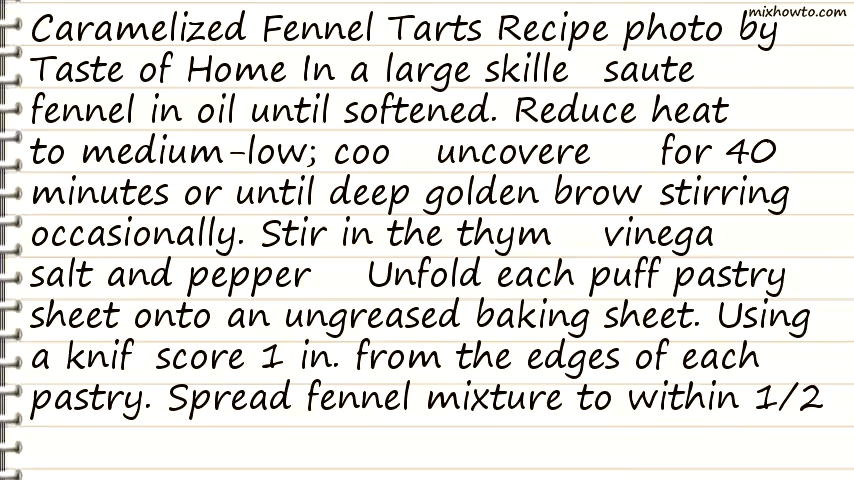 mixhowto.com
Caramelized Fennel Tarts Recipe photo by
Taste of Home In a large skille saute
fennel in oil until softened. Reduce heat
to medium-low; coo uncovere for 40
minutes or until deep golden brow stirring
occasionally. Stir in the thym vinega
salt and pepper Unfold each puff pastry
sheet onto an ungreased baking sheet. Using
a knif score 1 in. from the edges of each
pastry. Spread fennel mixture to within 1/2